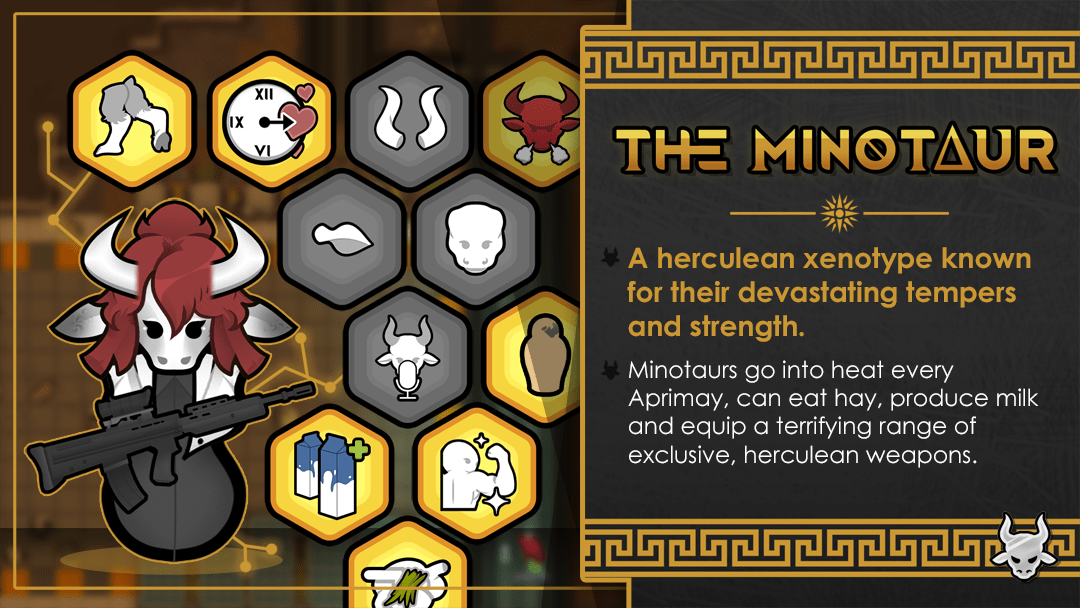 XII
IX
VI
THE MINOTAUR
A herculean xenotype known
for their devastating tempers
and strength.
Minotaurs go into heat every
Aprimay, can eat hay, produce milk
and equip a terrifying range of
exclusive, herculean weapons.